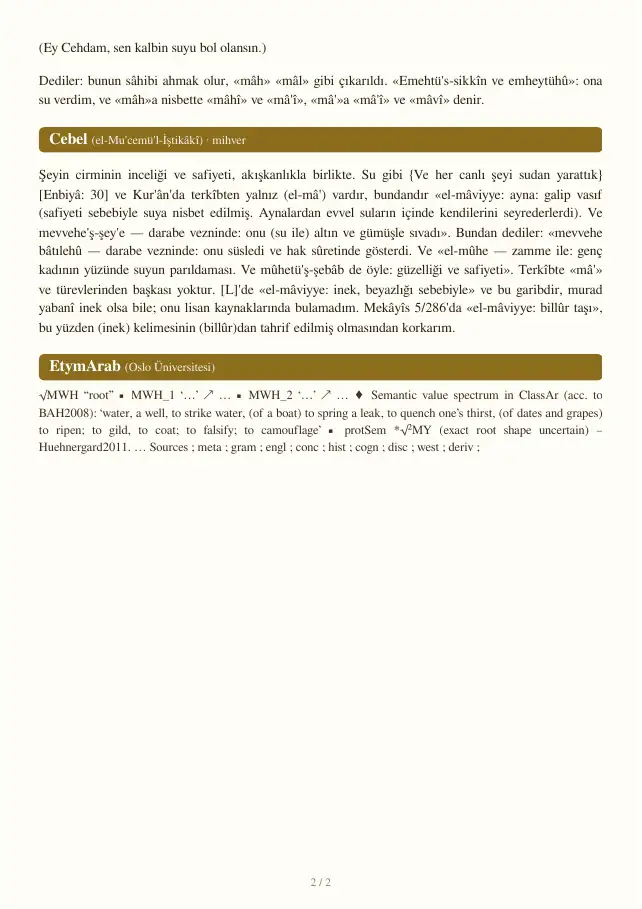 (Ey Cehdam, sen kalbin suyu bol olansın.)
Dediler: bunun sâhibi ahmak olur, «mâh» «mâl» gibi çıkarıldı. «Emehtü's-sikkîn ve emheytühû»: ona
su verdim, ve «mâh»a nisbette «mâhî» ve «mâ'î», «mâ'»a «mâ'î» ve «mâvî» denir.
Cebel (el-Mu'cemü'l-İştikâkî) · mihver
Şeyin cirminin inceliği ve safiyeti, akışkanlıkla birlikte. Su gibi {Ve her canlı şeyi sudan yarattık}
[Enbiyâ: 30] ve Kur'ân'da terkîbten yalnız (el-mâ') vardır, bundandır «el-mâviyye: ayna: galip vasıf
(safiyeti sebebiyle suya nisbet edilmiş. Aynalardan evvel suların içinde kendilerini seyrederlerdi). Ve
mevvehe'ş-şey'e — darabe vezninde: onu (su ile) altın ve gümüşle sıvadı». Bundan dediler: «mevvehe
bâtılehû — darabe vezninde: onu süsledi ve hak sûretinde gösterdi. Ve «el-mûhe — zamme ile: genç
kadının yüzünde suyun parıldaması. Ve mûhetü'ş-şebâb de öyle: güzelliği ve safiyeti». Terkîbte «mâ'»
ve türevlerinden başkası yoktur. [L]'de «el-mâviyye: inek, beyazlığı sebebiyle» ve bu garibdir, murad
yabanî inek olsa bile; onu lisan kaynaklarında bulamadım. Mekâyîs 5/286'da «el-mâviyye: billûr taşı»,
bu yüzden (inek) kelimesinin (billûr)dan tahrif edilmiş olmasından korkarım.
EtymArab (Oslo Üniversitesi)
√MWH “root” ▪ MWH_1 ‘…’ ↗ … ▪ MWH_2 ‘…’ ↗ … ♦ Semantic value spectrum in ClassAr (acc. to
BAH2008): ‘water, a well, to strike water, (of a boat) to spring a leak, to quench one’s thirst, (of dates and grapes)
to ripen; to gild, to coat; to falsify; to camouflage’ ▪ protSem *√²MY (exact root shape uncertain) –
Huehnergard2011. … Sources ; meta ; gram ; engl ; conc ; hist ; cogn ; disc ; west ; deriv ;
2 / 2